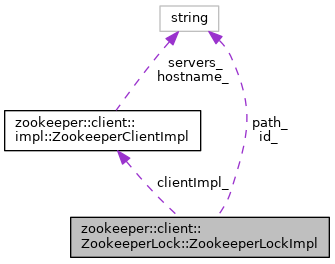 string
servers_
hostname_
zookeeper::client::
impl::ZookeeperClientImpl
path_
id_
clientImpl_
zookeeper::client::
ZookeeperLock::ZookeeperLockImpl